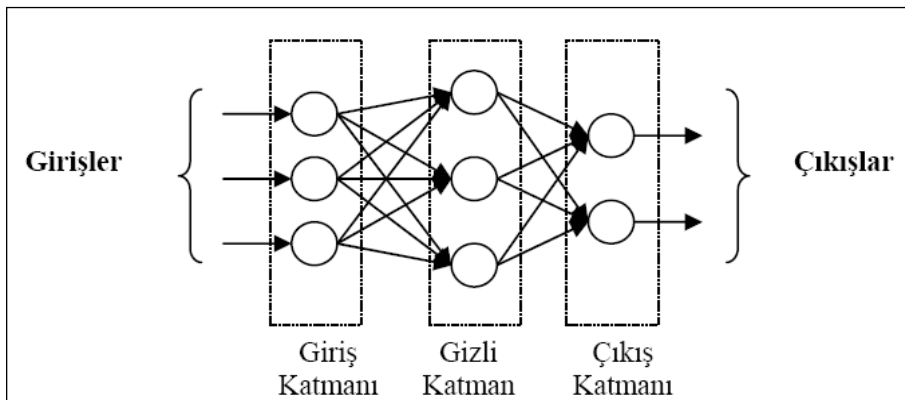 Girişler
Çıkışlar
Giriş
Katmanı
Gizli
Katman
Çıkış
Katmanı